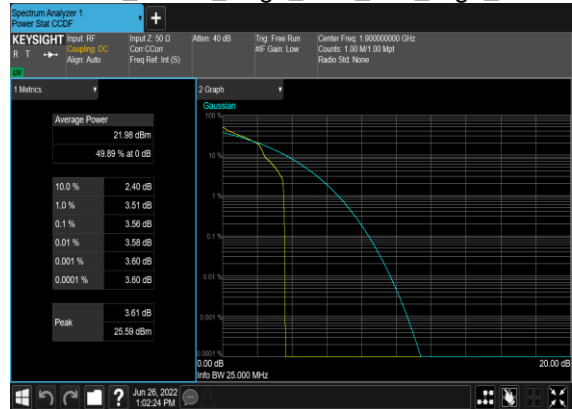 Spectrum Analyzer 1
Power Stat CCDF
+
KEYSIGHT
R T
LW
Input: RF
Coupling: DC
Align: Auto
Input Z: 50 Ω
Corr CCorr
Freq Ref: Int (S)
Atten: 40 dB
Trig: Free Run
#IF Gain: Low
Center Freq: 1.900000000 GHz
Counts: 1.00 M/1.00 Mpt
Radio Std: None
1 Metrics
Average Power
21.98 dBm
49.89 % at 0 dB
10.0 % 2.40 dB
1.0 % 3.51 dB
0.1 % 3.56 dB
0.01 % 3.58 dB
0.001 % 3.60 dB
0.0001 % 3.60 dB
Peak
3.61 dB
25.59 dBm
2 Graph
Gaussian
100 %
10 %
1 %
0.1 %
0.01 %
0.001 %
0.0001 %
0.00 dB 20.00 dB
Info BW 25.000 MHz
?
Jun 26, 2022
1:02:24 PM